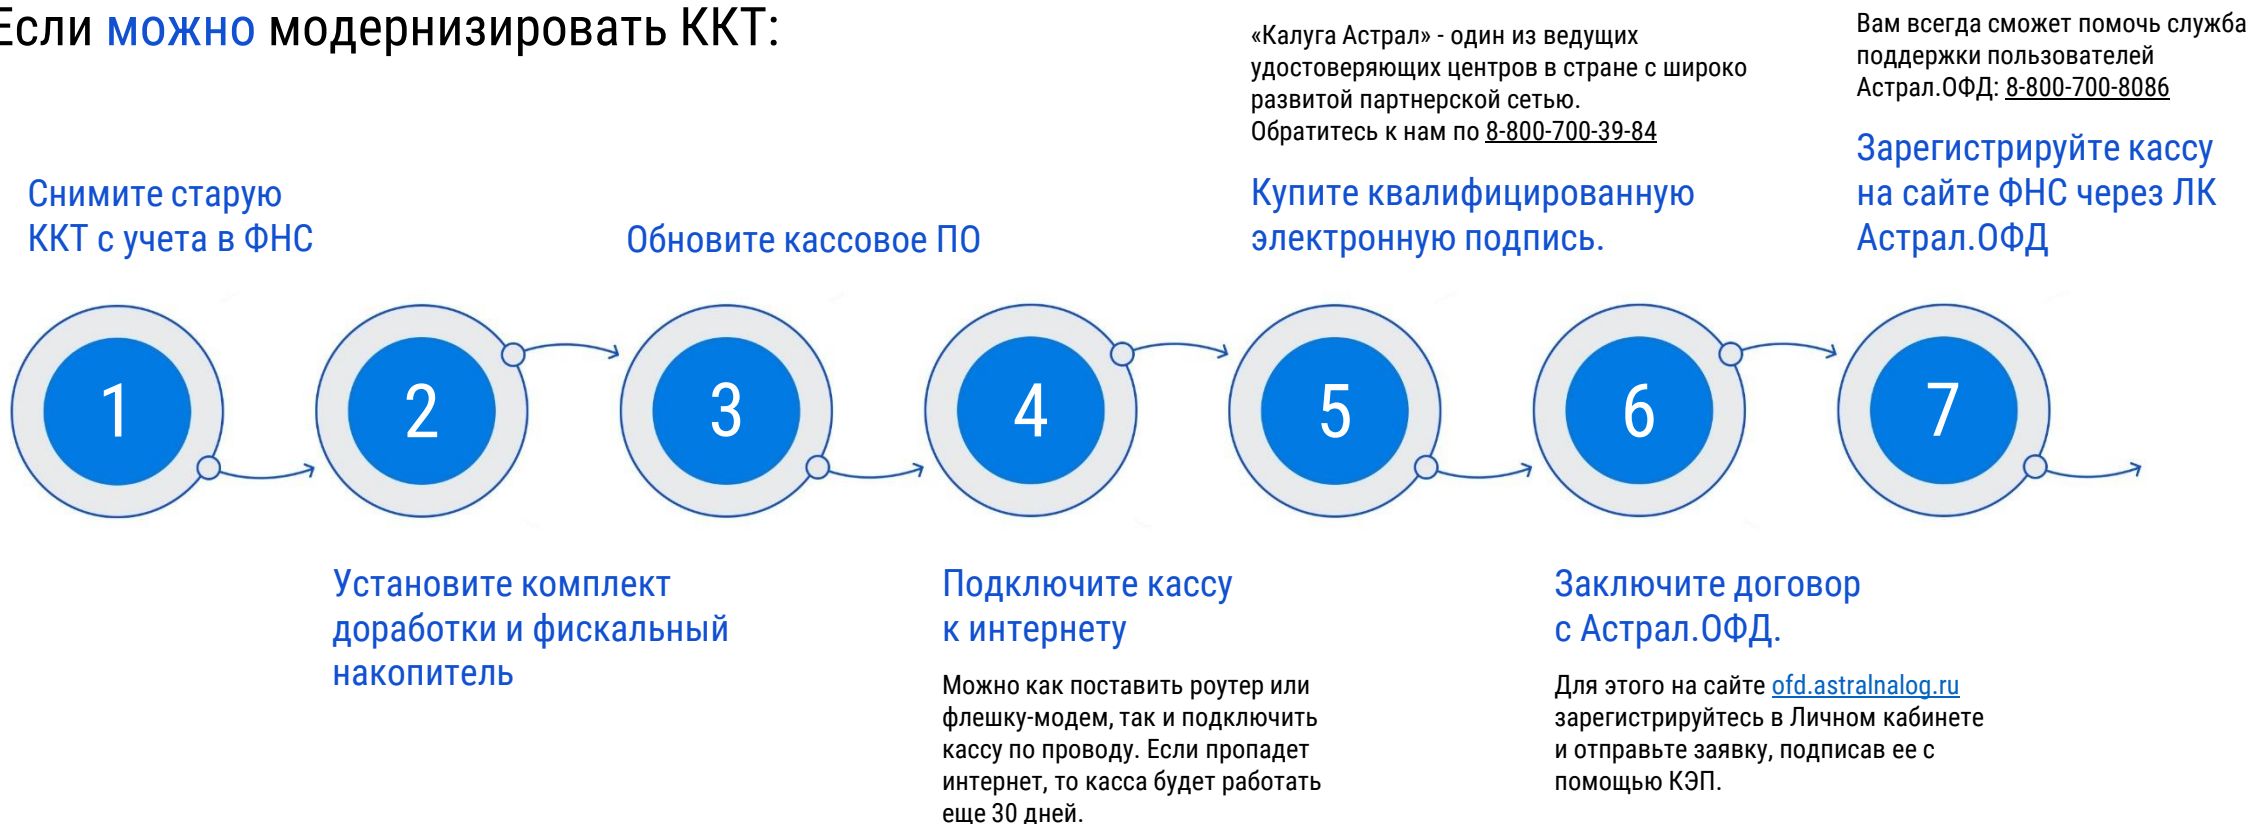 Если можно модернизировать ККТ:
Снимите старую
ККТ с учета в ФНС
1
2
Установите комплект
доработки и фискальный
накопитель
Обновите кассовое ПО
3
4
Подключите кассу
к интернету
Можно как поставить роутер или
флешку-модем, так и подключить
кассу по проводу. Если пропадет
интернет, то касса будет работать
еще 30 дней.
«Калуга Астрал» - один из ведущих
удостоверяющих центров в стране с широко
развитой партнерской сетью.
Обратитесь к нам по 8-800-700-39-84
Купите квалифицированную
электронную подпись.
5
6
Заключите договор
с Астрал.ОФД.
Для этого на сайте ofd.astralnalog.ru
зарегистрируйтесь в Личном кабинете
и отправьте заявку, подписав ее с
помощью КЭП.
Вам всегда сможет помочь служба
поддержки пользователей
Астрал.ОФД: 8-800-700-8086
Зарегистрируйте кассу
на сайте ФНС через ЛК
Астрал.ОФД
7